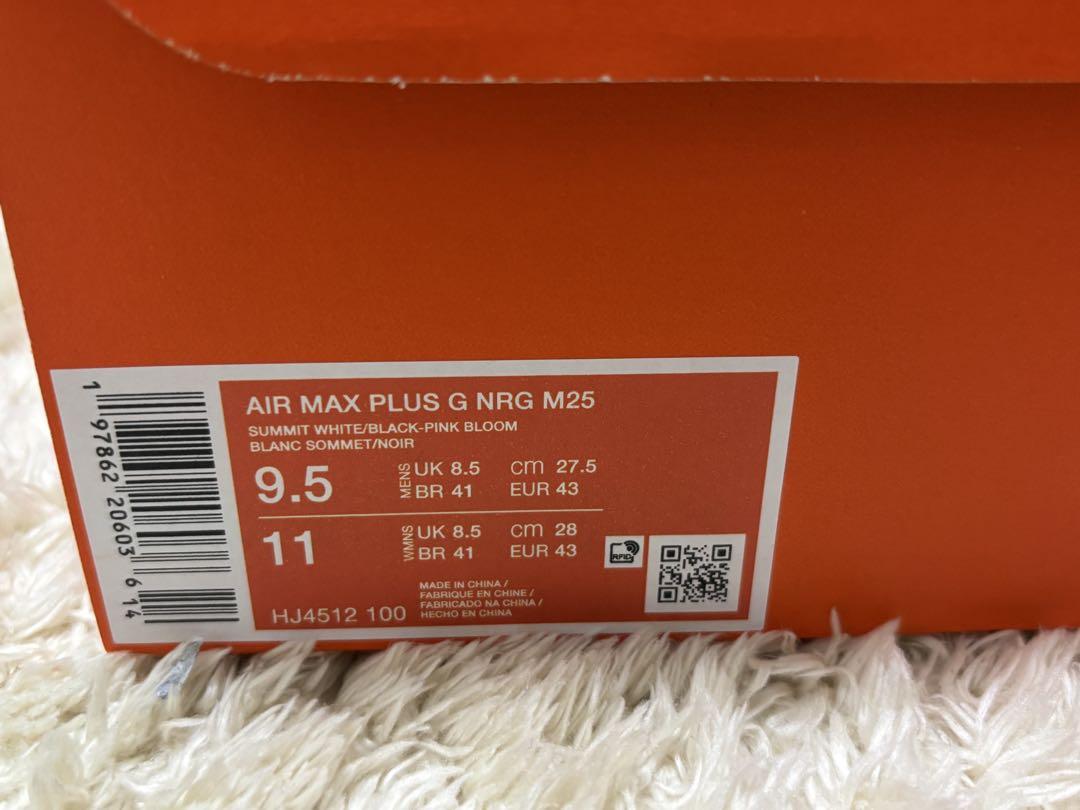 AIR MAX PLUS G NRG M25
SUMMIT WHITE/BLACK-PINK BLOOM
BLANC SOMMET/NOIR
9.5 MENS UK 8.5 cm 27.5
BR 41 EUR 43
11 WMNS UK 8.5 cm 28
BR 41 EUR 43
RFID
MADE IN CHINA /
FABRIQUE EN CHINE /
FABRICADO NA CHINA /
HECHO EN CHINA
HJ4512 100
1 97862 20603 6 14